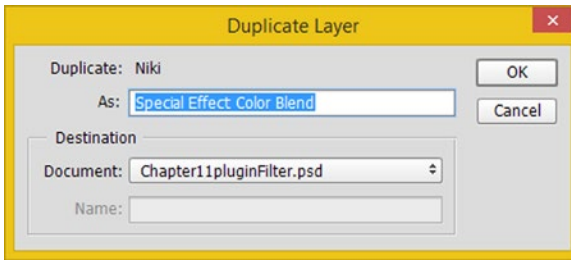 Duplicate Layer
×
Duplicate: Niki
As: Special Effect Color Blend
Destination
Document: Chapter11pluginFilter.psd
Name:
OK
Cancel